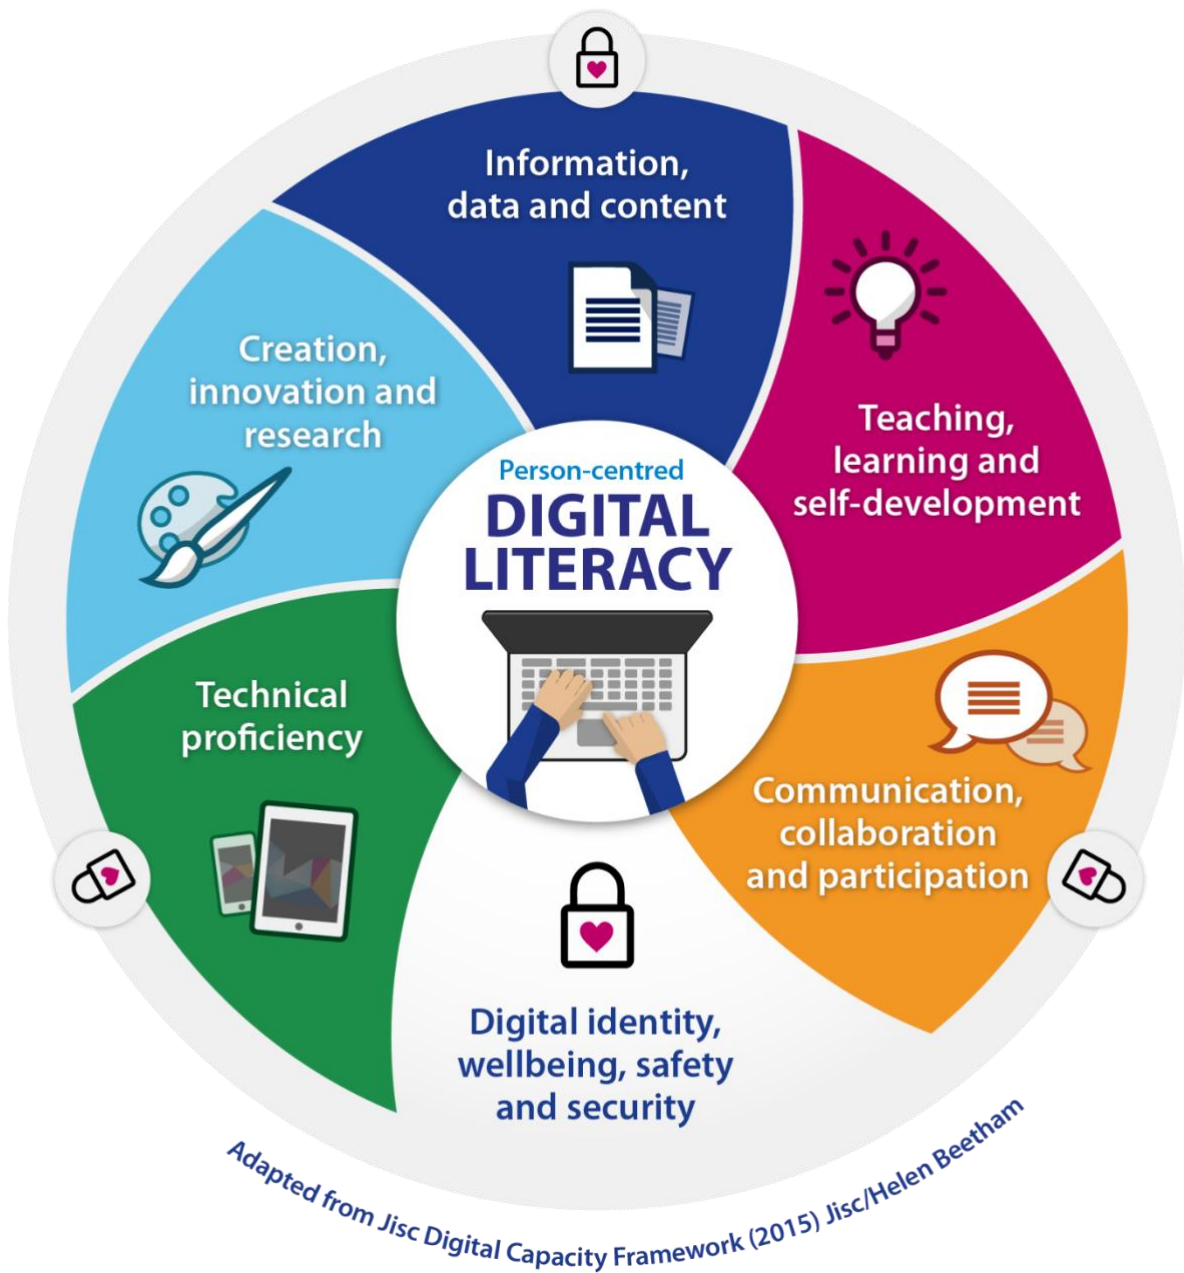 Information,
data and content
Teaching,
learning and
self-development
Creation,
innovation and
research
Person-centred
DIGITAL
LITERACY
Technical
proficiency
Communication,
collaboration
and participation
Digital identity,
wellbeing, safety
and security
Adapted from Jisc Digital Capacity Framework (2015) Jisc/Helen Beetham